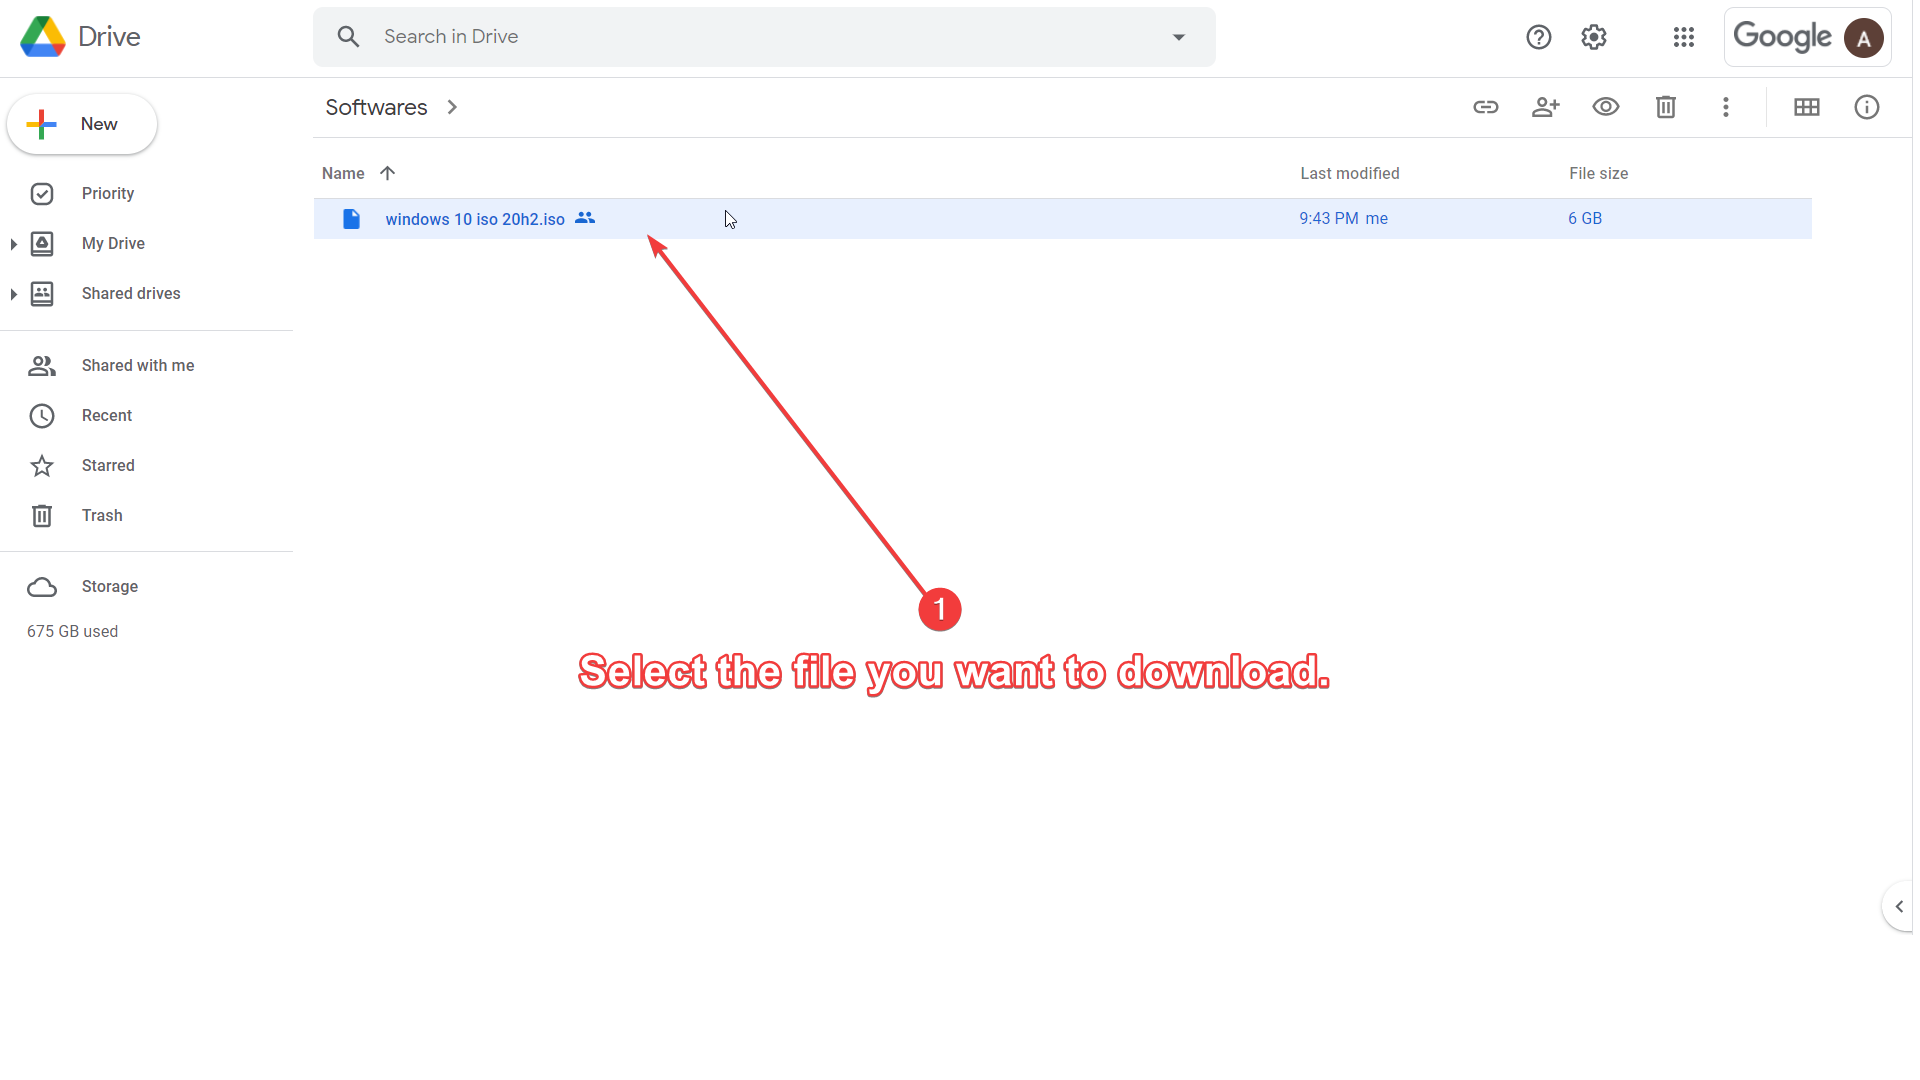 Drive
Search in Drive
Google
A
New
Softwares
Name
Last modified
File size
windows 10 iso 20h2.iso
9:43 PM me
6 GB
Priority
My Drive
Shared drives
Shared with me
Recent
Starred
Trash
Storage
675 GB used
1
Select the file you want to download.